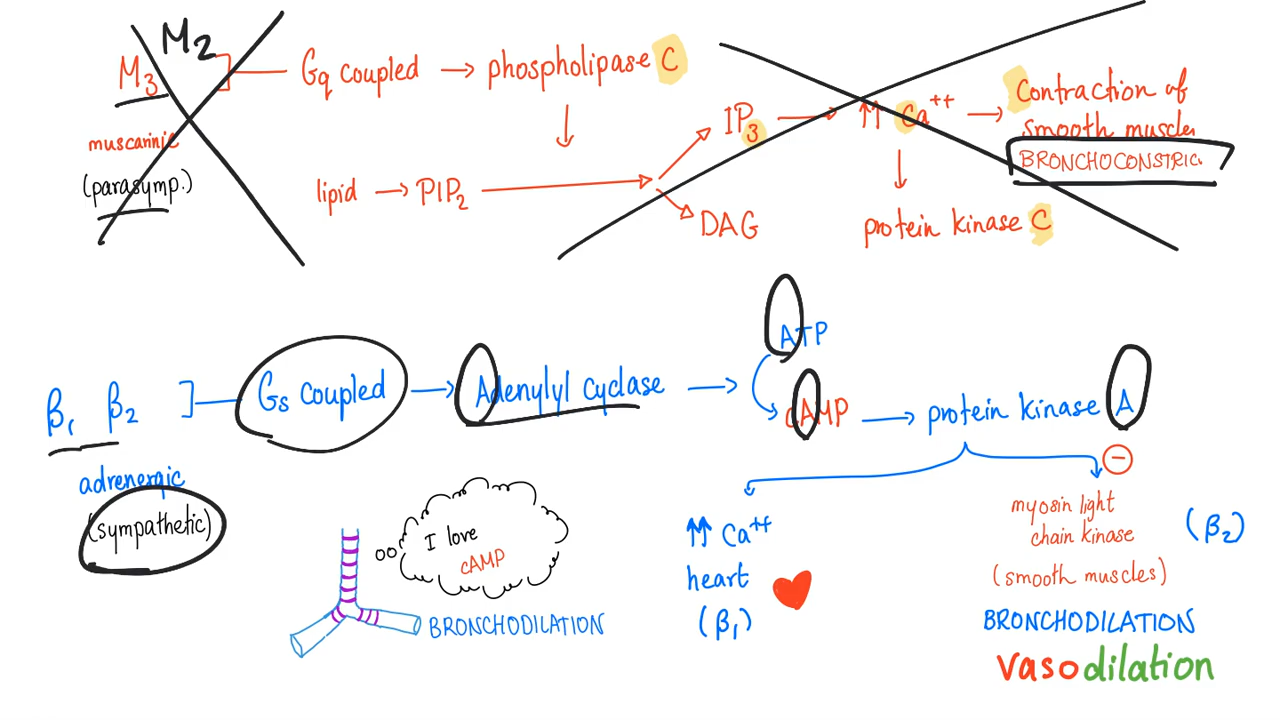 M2
M3 Gq coupled → phospholipase C
muscarinic
(parasymp.)
lipid → PIP2
IP3 → ↑↑ Ca++ → Contraction of
smooth muscles
BRONCHOCONSTRIC.
DAG
protein kinase C
β1 β2 Gs coupled → Adenylyl cyclase →
ATP
cAMP → protein kinase A
adrenergic
(sympathetic)
I love
cAMP
BRONCHODILATION
↑↑ Ca++
heart
(β1)
−
myosin light
chain kinase
(smooth muscles)
(β2)
BRONCHODILATION
Vasodilation